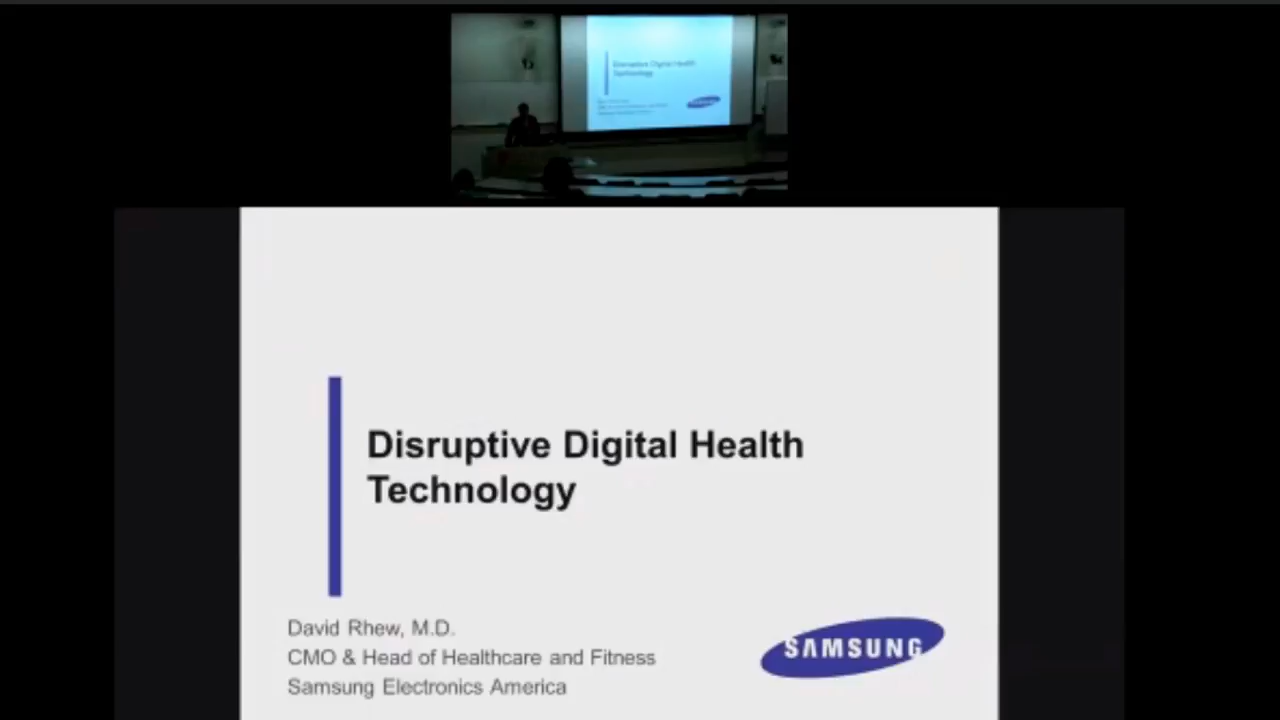 Disruptive Digital Health
Technology
David Rhew, M.D.
CMO & Head of Healthcare and Fitness
Samsung Electronics America
SAMSUNG